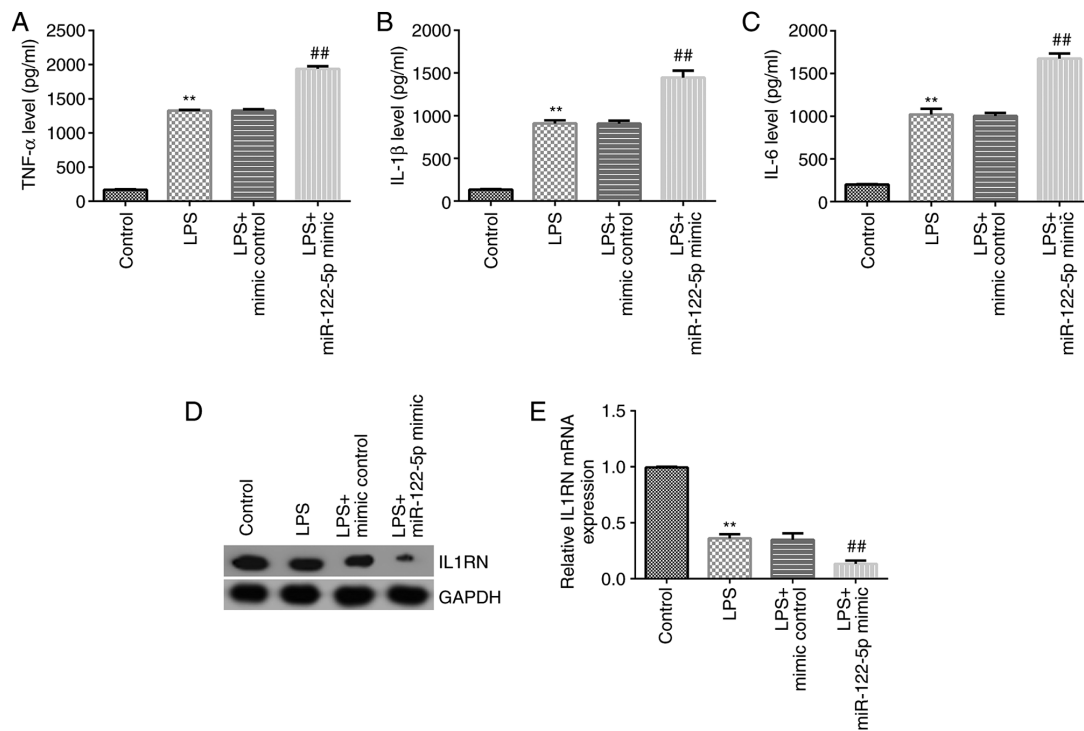 A
TNF-α level (pg/ml)
2500
2000
1500
1000
500
0
**
##
Control
LPS
LPS+
mimic control
LPS+
miR-122-5p mimic
B
IL-1β level (pg/ml)
2000
1500
1000
500
0
**
##
Control
LPS
LPS+
mimic control
LPS+
miR-122-5p mimic
C
IL-6 level (pg/ml)
2000
1500
1000
500
0
**
##
Control
LPS
LPS+
mimic control
LPS+
miR-122-5p mimic
D
Control
LPS
LPS+
mimic control
LPS+
miR-122-5p mimic
IL1RN
GAPDH
E
Relative IL1RN mRNA
expression
1.5
1.0
0.5
0.0
**
##
Control
LPS
LPS+
mimic control
LPS+
miR-122-5p mimic